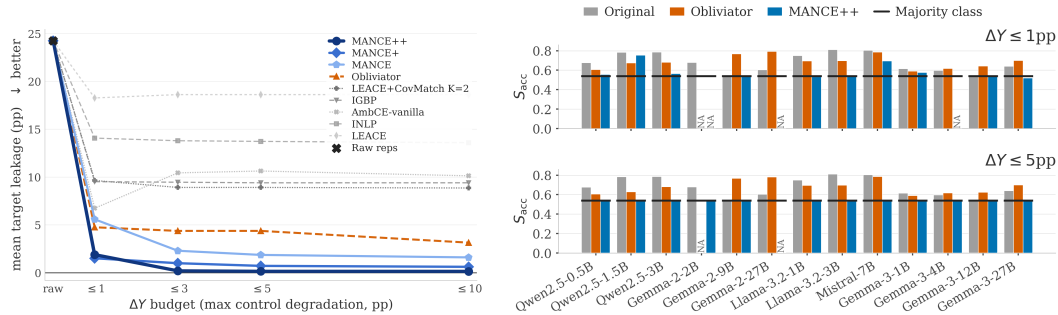 25
20
15
10
5
0
mean target leakage (pp) ↓ better
MANCE++
MANCE+
MANCE
Obliviator
LEACE+CovMatch K=2
IGBP
AmbCE-vanilla
INLP
LEACE
Raw reps
raw
≤ 1
≤ 3
≤ 5
≤ 10
ΔY budget (max control degradation, pp)
Original
Obliviator
MANCE++
Majority class
ΔY ≤ 1pp
0.8
0.6
0.4
0.2
0.0
Sacc
NA
NA
NA
NA
ΔY ≤ 5pp
0.8
0.6
0.4
0.2
0.0
Sacc
NA
NA
Qwen2.5-0.5B
Qwen2.5-1.5B
Qwen2.5-3B
Gemma-2-2B
Gemma-2-9B
Gemma-2-27B
Llama-3.2-1B
Llama-3.2-3B
Mistral-7B
Gemma-3-1B
Gemma-3-4B
Gemma-3-12B
Gemma-3-27B